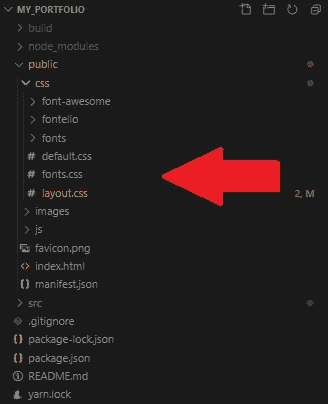 MY_PORTFOLIO
build
node_modules
public
css
font-awesome
fontello
fonts
default.css
fonts.css
layout.css 2, M
images
js
favicon.png
index.html
manifest.json
src
.gitignore
package-lock.json
package.json
README.md
yarn.lock